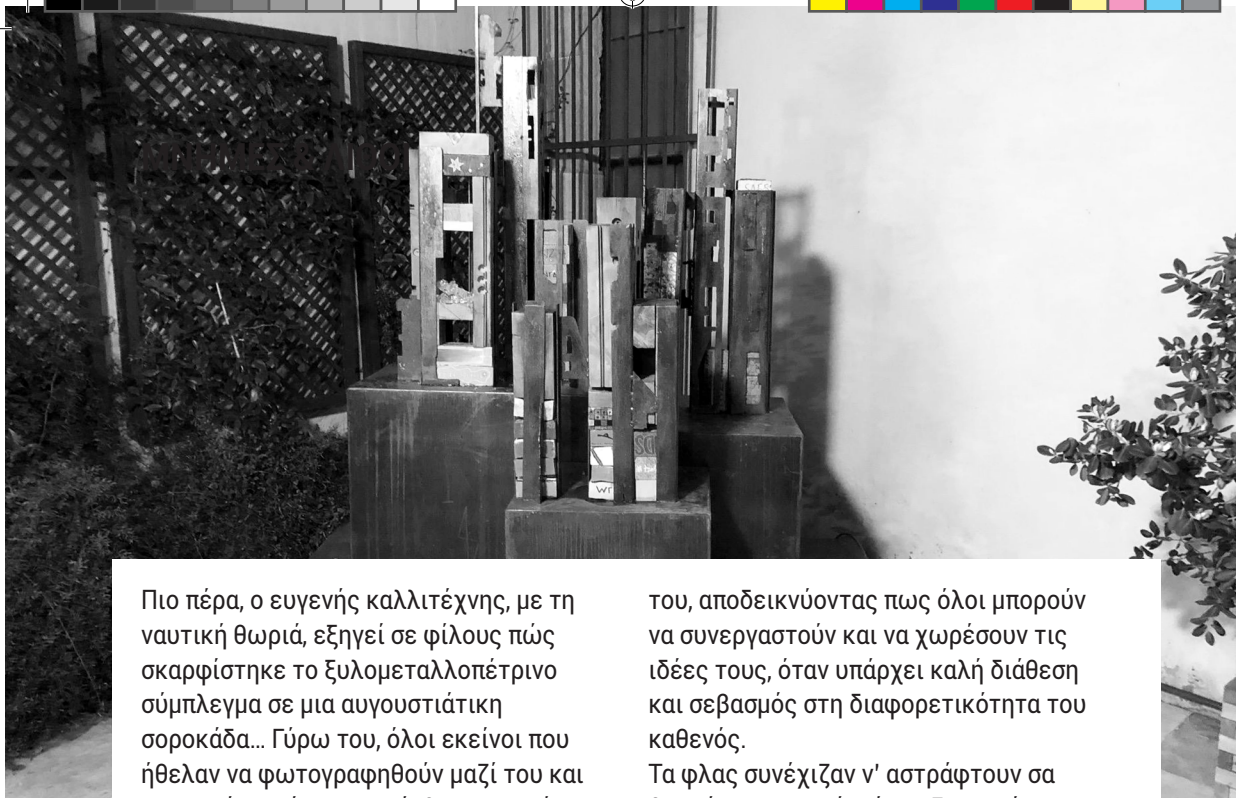 Πιο πέρα, ο ευγενής καλλιτέχνης, με τη
ναυτική θωριά, εξηγεί σε φίλους πώς
σκαρφίστηκε το ξυλομεταλλοπέτρινο
σύμπλεγμα σε μια αυγουστιάτικη
σοροκάδα... Γύρω του, όλοι εκείνοι που
ήθελαν να φωτογραφηθούν μαζί του και
του, αποδεικνύοντας πως όλοι μπορούν
να συνεργαστούν και να χωρέσουν τις
ιδέες τους, όταν υπάρχει καλή διάθεση
και σεβασμός στη διαφορετικότητα του
καθενός.
Τα φλας συνέχιζαν ν' αστράφτουν σα